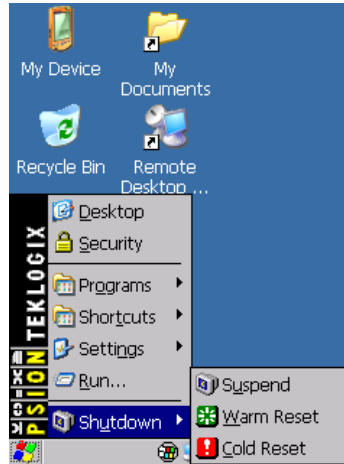 My Device
My
Documents
Recycle Bin
Remote
Desktop ...
Desktop
Security
Programs
Shortcuts
Settings
Run...
Shutdown
PSION TEKLOGIX
Suspend
Warm Reset
Cold Reset